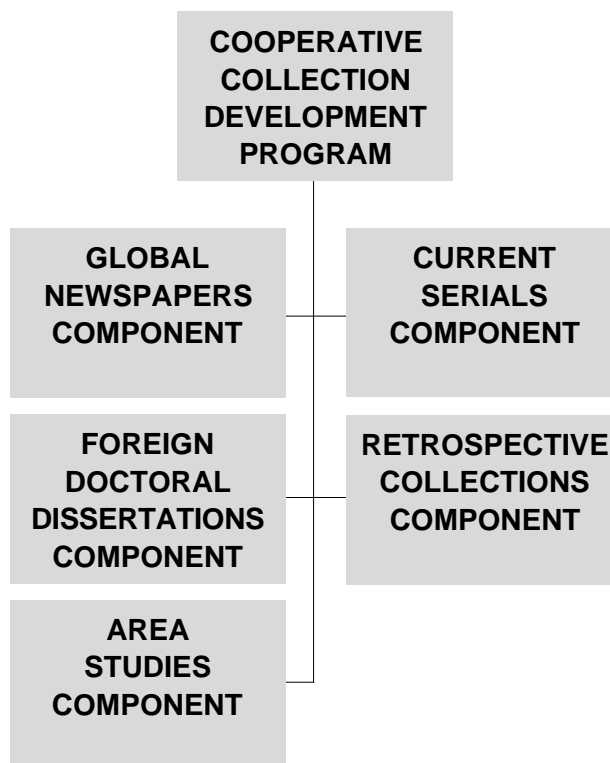 COOPERATIVE
COLLECTION
DEVELOPMENT
PROGRAM
GLOBAL
NEWSPAPERS
COMPONENT
CURRENT
SERIALS
COMPONENT
FOREIGN
DOCTORAL
DISSERTATIONS
COMPONENT
RETROSPECTIVE
COLLECTIONS
COMPONENT
AREA
STUDIES
COMPONENT